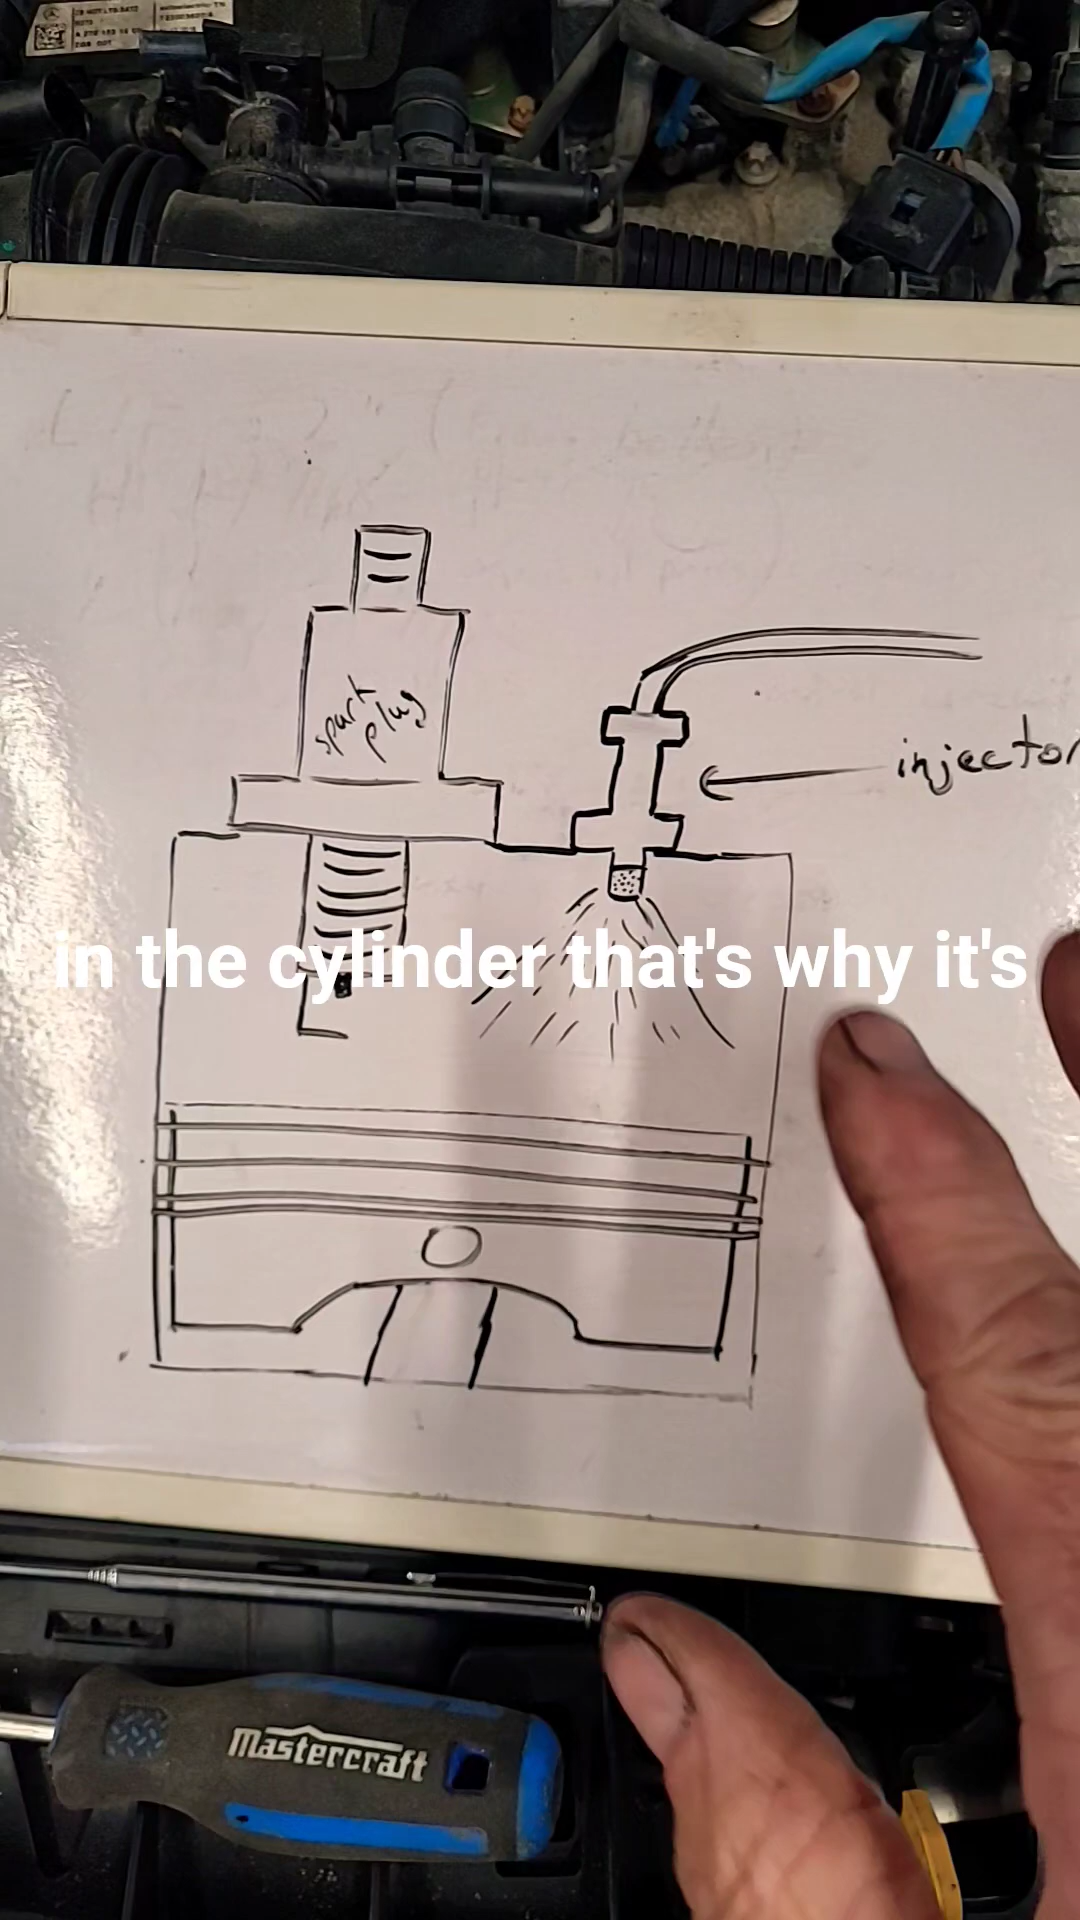 spark
plug
injector
in the cylinder that's why it's
Mastercraft